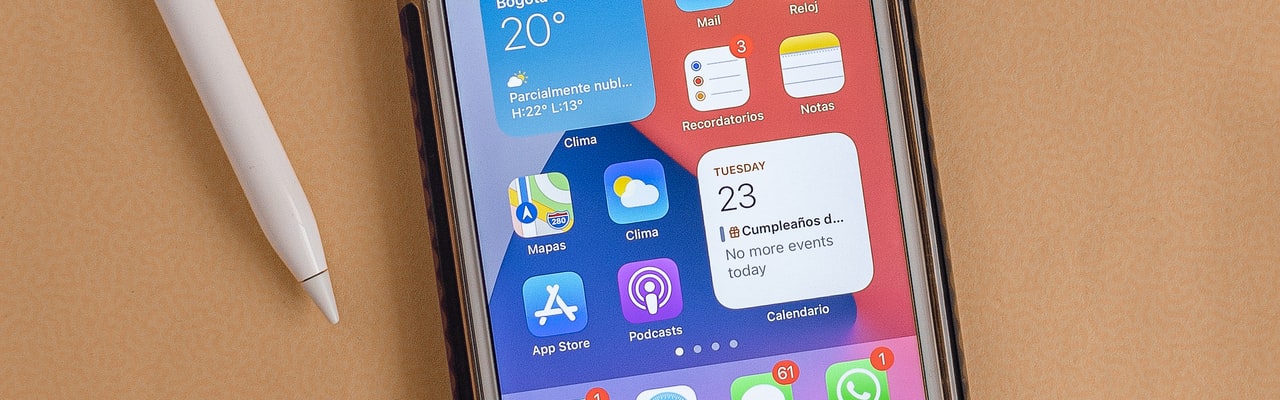 Bogotá
20°
Parcialmente nubl...
H:22° L:13°
Clima
Mail
Reloj
3
Recordatorios
Notas
280
Mapas
Clima
TUESDAY
23
Cumpleaños d...
No more events
today
Calendario
App Store
Podcasts
1
61
1